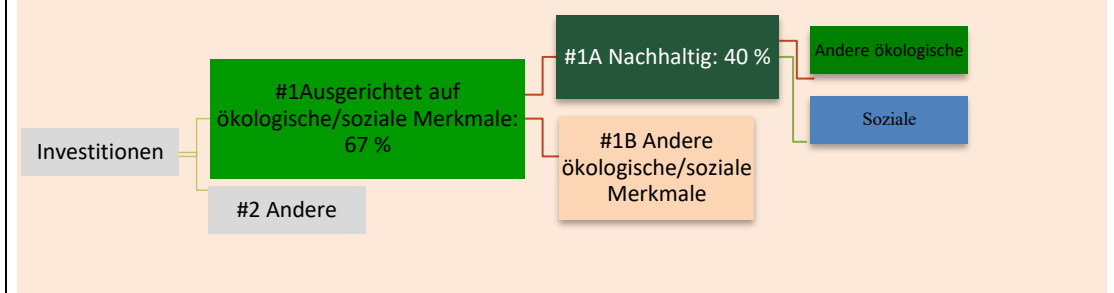 Investitionen
#1Ausgerichtet auf
ökologische/soziale Merkmale:
67 %
#2 Andere
#1A Nachhaltig: 40 %
#1B Andere
ökologische/soziale
Merkmale
Andere ökologische
Soziale